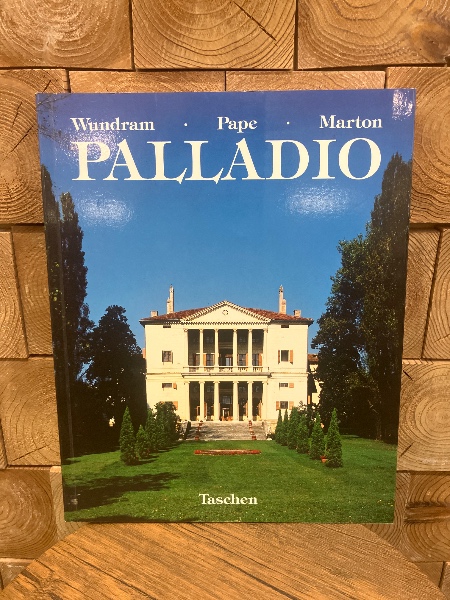 Wundram · Pape · Marton
PALLADIO
Taschen